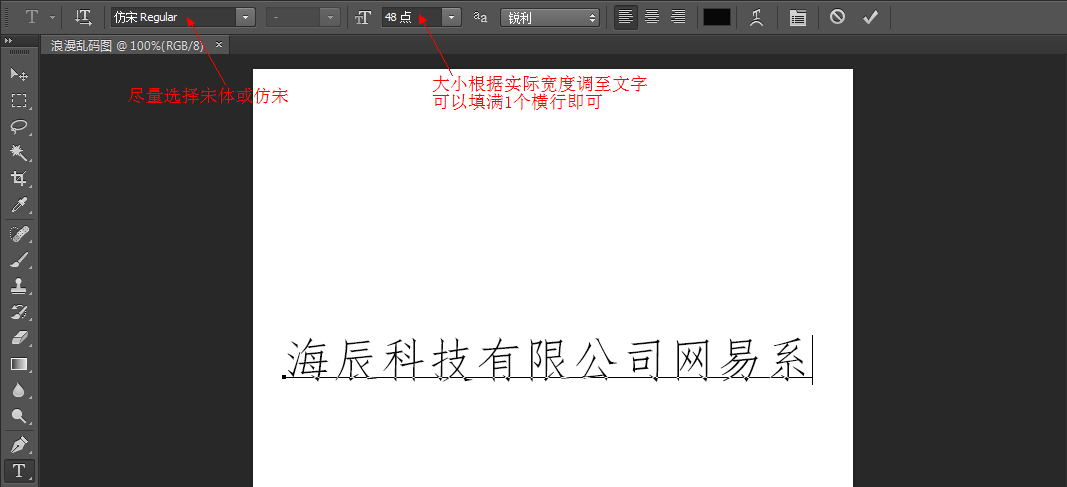 T 仿宋 Regular - T 48 点 aa 锐利
浪漫乱码图 @ 100%(RGB/8) ×
尽量选择宋体或仿宋
大小根据实际宽度调至文字
可以填满1个横行即可
海辰科技有限公司网易系
T